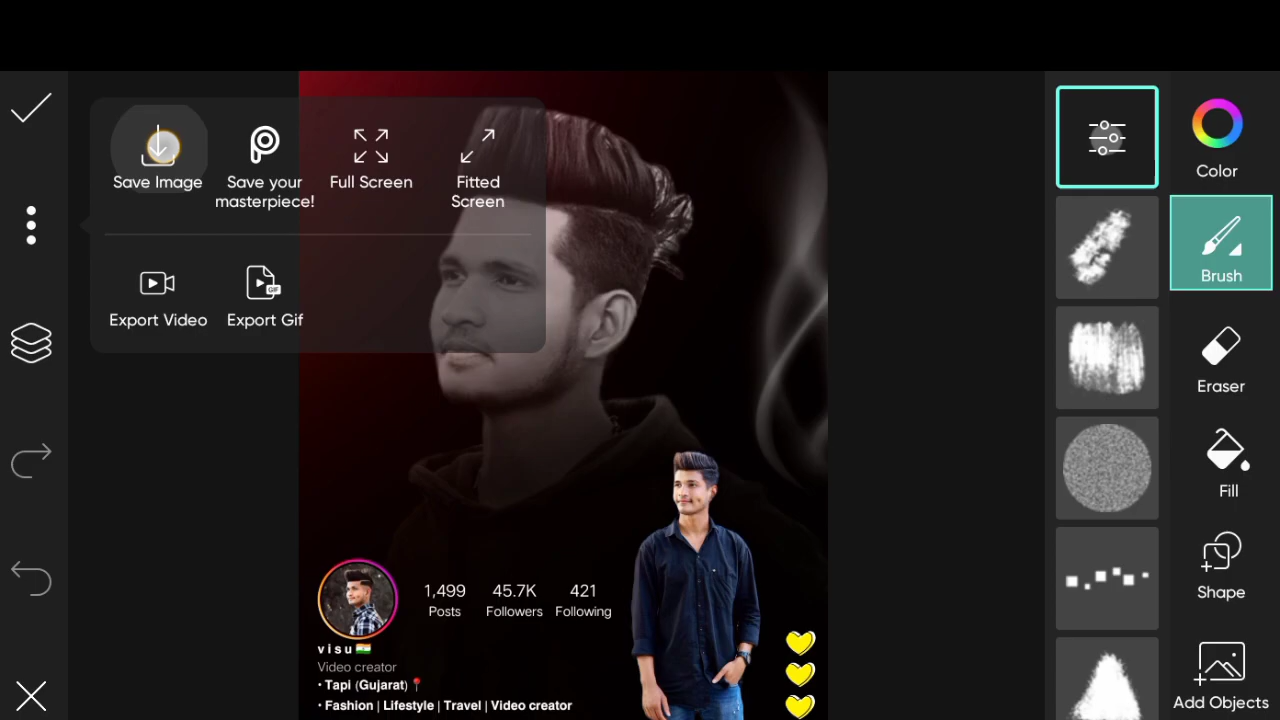 Save Image
Save your
masterpiece!
Full Screen
Fitted
Screen
Export Video
GIF
Export Gif
Color
Brush
Eraser
Fill
Shape
Add Objects
1,499 45.7K 421
Posts Followers Following
v i s u 🇮🇳
Video creator
• Tapi (Gujarat) 📍
• Fashion | Lifestyle | Travel | Video creator